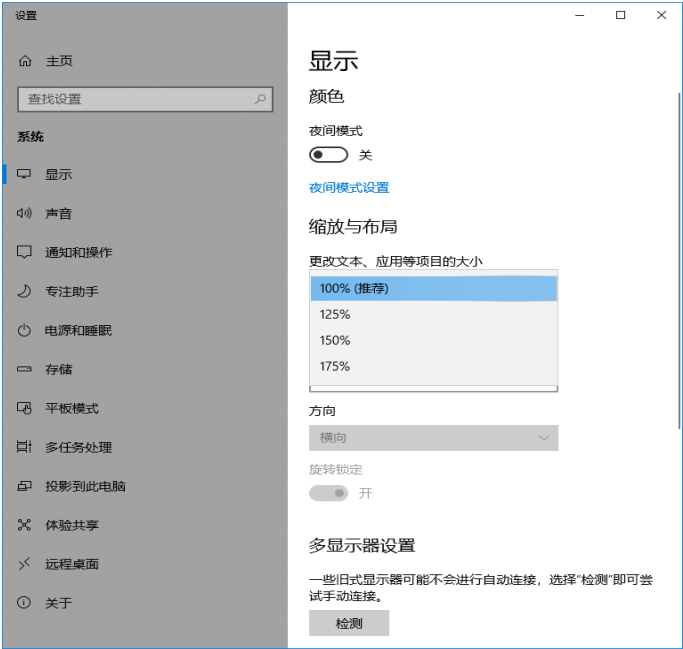 设置
主页
查找设置
系统
显示
声音
通知和操作
专注助手
电源和睡眠
存储
平板模式
多任务处理
投影到此电脑
体验共享
远程桌面
关于
显示
颜色
夜间模式
关
夜间模式设置
缩放与布局
更改文本、应用等项目的大小
100% (推荐)
125%
150%
175%
方向
横向
旋转锁定
开
多显示器设置
一些旧式显示器可能不会进行自动连接，选择"检测"即可尝
试手动连接。
检测